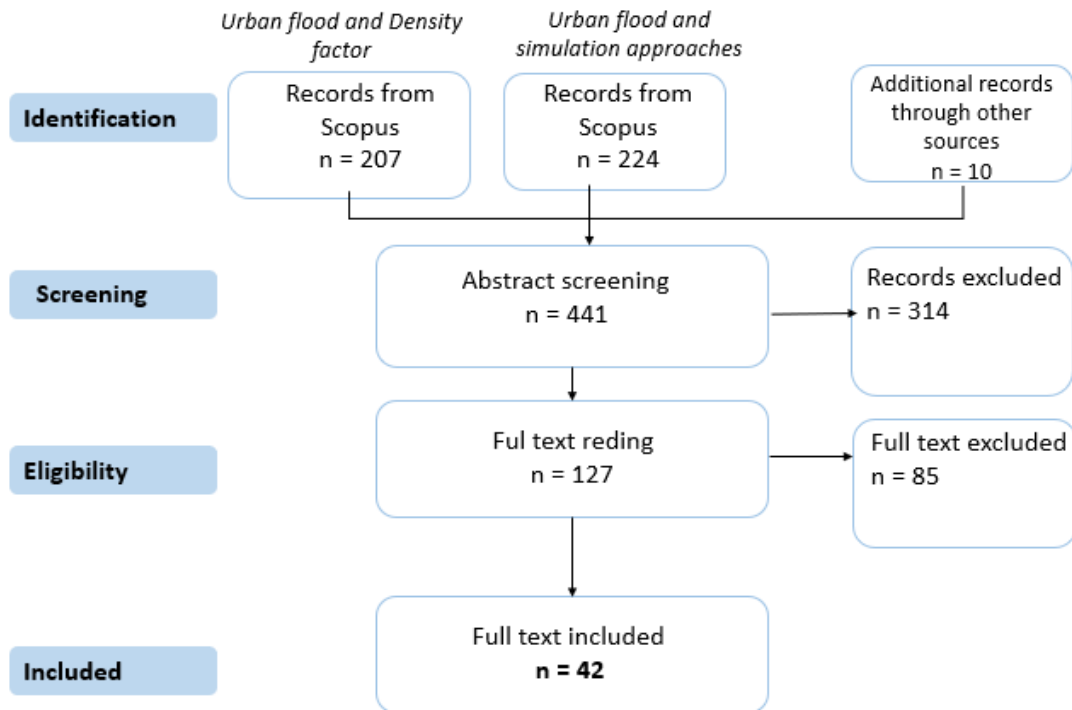 Urban flood and Density
factor
Urban flood and
simulation approaches
Identification
Records from
Scopus
n = 207
Records from
Scopus
n = 224
Additional records
through other
sources
n = 10
Screening
Abstract screening
n = 441
Records excluded
n = 314
Eligibility
Ful text reding
n = 127
Full text excluded
n = 85
Included
Full text included
n = 42